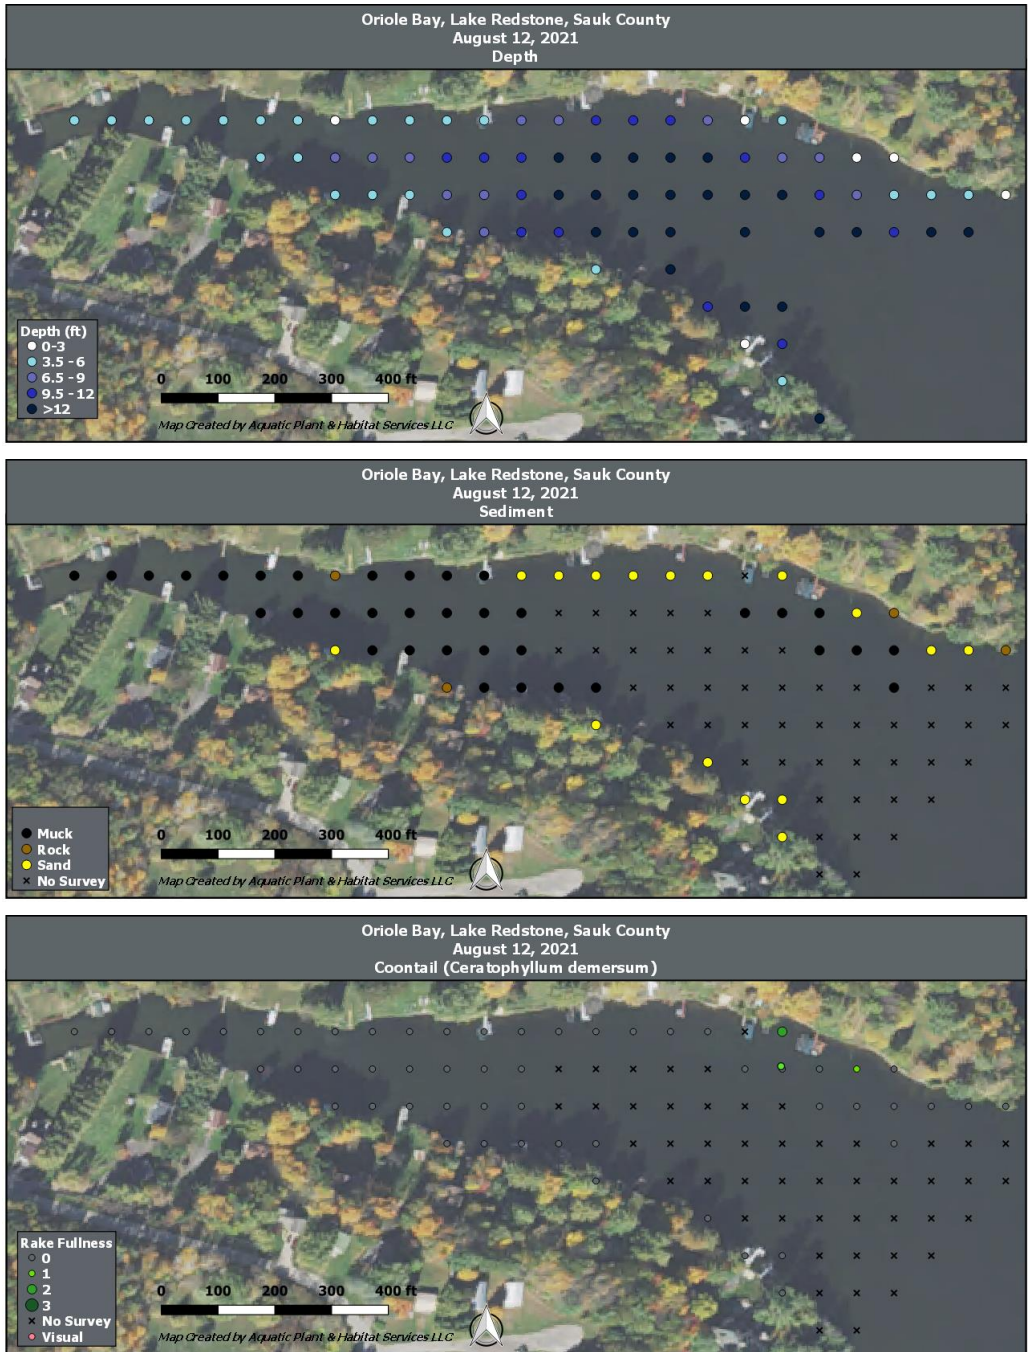 Oriole Bay, Lake Redstone, Sauk County
August 12, 2021
Depth
Depth (ft)
0-3
3.5 - 6
6.5 - 9
9.5 - 12
>12
0 100 200 300 400 ft
Map Created by Aquatic Plant & Habitat Services LLC
Oriole Bay, Lake Redstone, Sauk County
August 12, 2021
Sediment
Muck
Rock
Sand
No Survey
0 100 200 300 400 ft
Map Created by Aquatic Plant & Habitat Services LLC
Oriole Bay, Lake Redstone, Sauk County
August 12, 2021
Coontail (Ceratophyllum demersum)
Rake Fullness
0
1
2
3
No Survey
Visual
0 100 200 300 400 ft
Map Created by Aquatic Plant & Habitat Services LLC